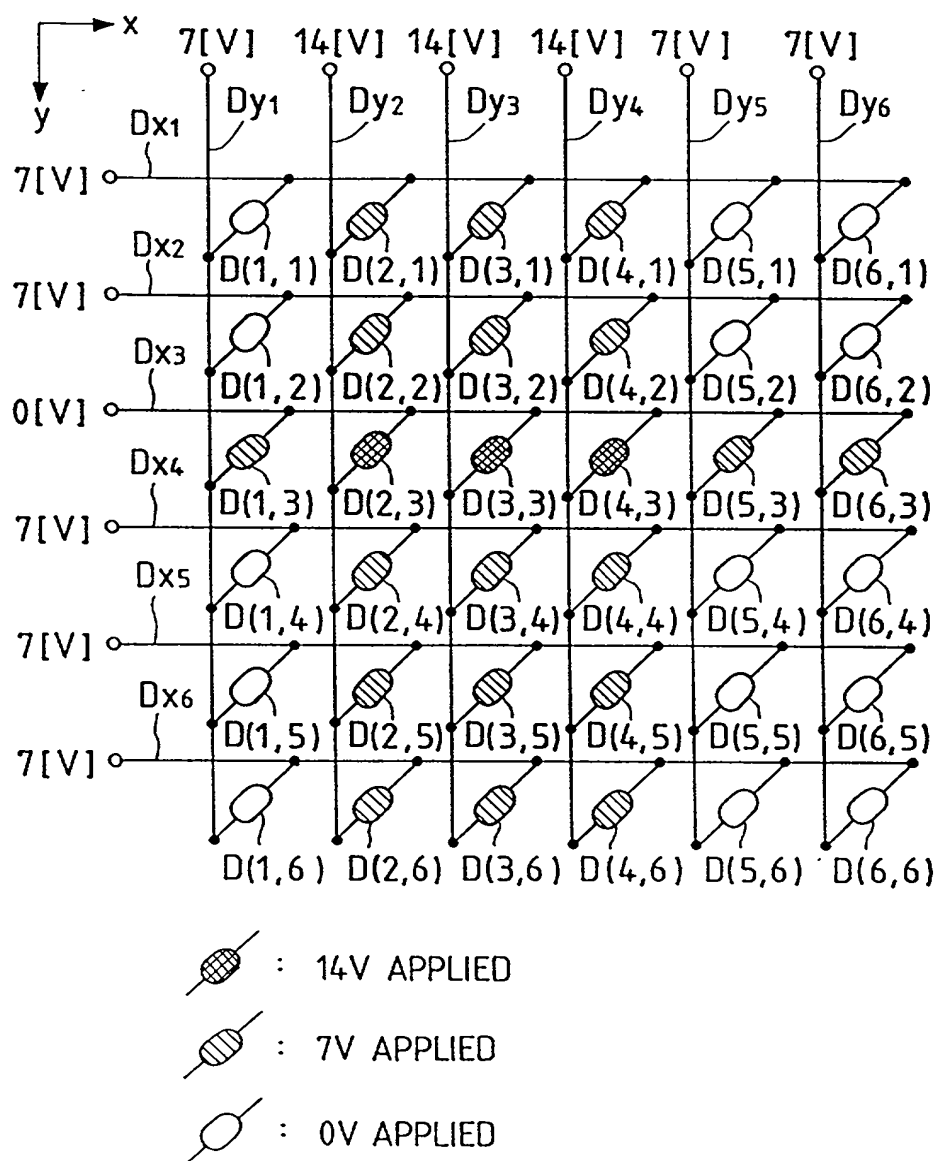 x
y
7[V] 14[V] 14[V] 14[V] 7[V] 7[V]
Dy1 Dy2 Dy3 Dy4 Dy5 Dy6
Dx1
7[V]
D(1,1) D(2,1) D(3,1) D(4,1) D(5,1) D(6,1)
Dx2
7[V]
D(1,2) D(2,2) D(3,2) D(4,2) D(5,2) D(6,2)
Dx3
0[V]
D(1,3) D(2,3) D(3,3) D(4,3) D(5,3) D(6,3)
Dx4
7[V]
D(1,4) D(2,4) D(3,4) D(4,4) D(5,4) D(6,4)
Dx5
7[V]
D(1,5) D(2,5) D(3,5) D(4,5) D(5,5) D(6,5)
Dx6
7[V]
D(1,6) D(2,6) D(3,6) D(4,6) D(5,6) D(6,6)
: 14V APPLIED
: 7V APPLIED
: 0V APPLIED